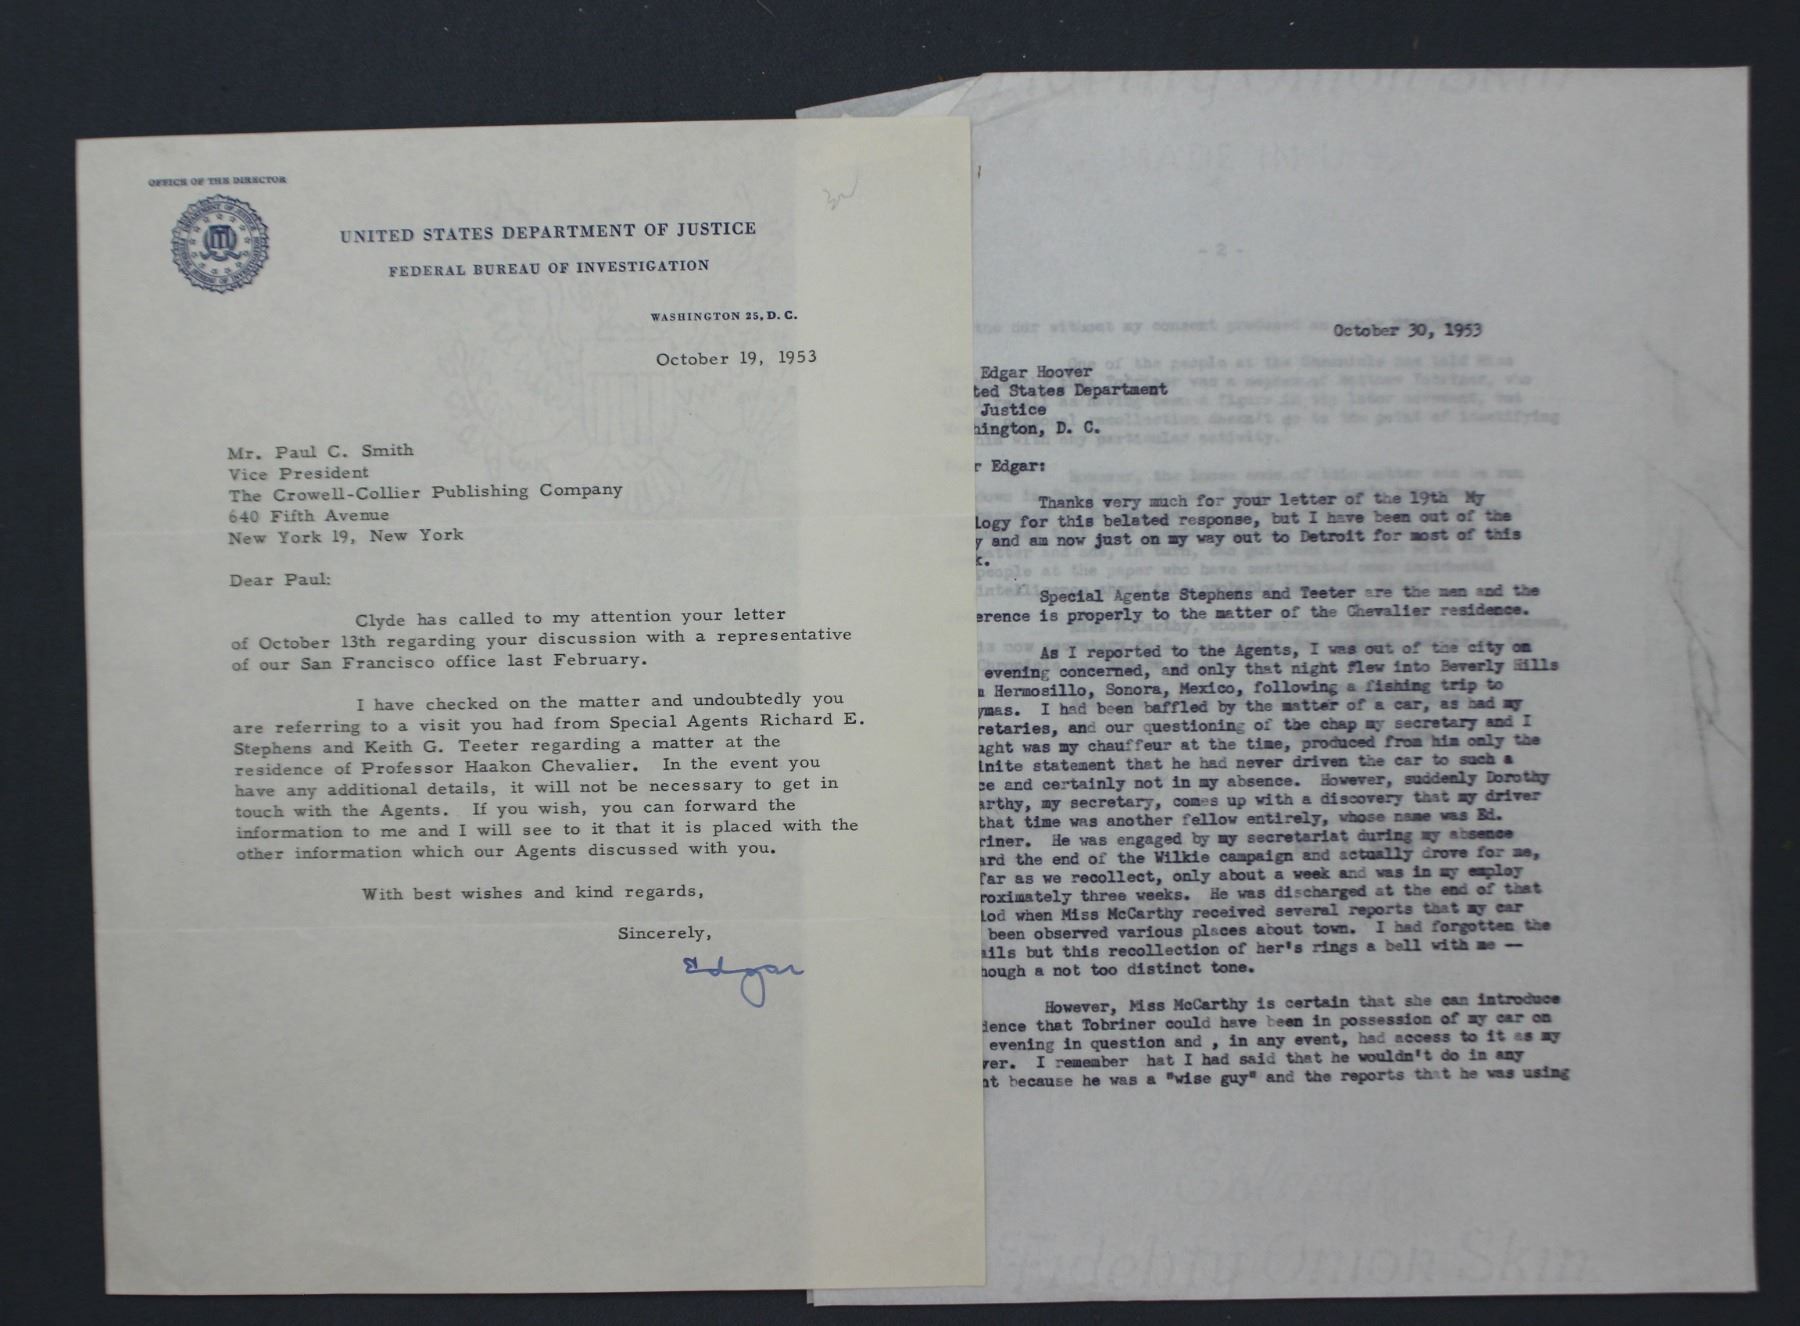 OFFICE OF THE DIRECTOR
UNITED STATES DEPARTMENT OF JUSTICE
FEDERAL BUREAU OF INVESTIGATION
WASHINGTON 25, D. C.
October 19, 1953
Mr. Paul C. Smith
Vice President
The Crowell-Collier Publishing Company
640 Fifth Avenue
New York 19, New York
Dear Paul:
Clyde has called to my attention your letter
of October 13th regarding your discussion with a representative
of our San Francisco office last February.
I have checked on the matter and undoubtedly you
are referring to a visit you had from Special Agents Richard E.
Stephens and Keith G. Teeter regarding a matter at the
residence of Professor Haakon Chevalier. In the event you
have any additional details, it will not be necessary to get in
touch with the Agents. If you wish, you can forward the
information to me and I will see to it that it is placed with the
other information which our Agents discussed with you.
With best wishes and kind regards,
Sincerely,
Edgar
- 2 -
October 30, 1953
Edgar Hoover
ted States Department
Justice
hington, D. C.
r Edgar:
Thanks very much for your letter of the 19th My
logy for this belated response, but I have been out of the
y and am now just on my way out to Detroit for most of this
k.
Special Agents Stephens and Teeter are the men and the
erence is properly to the matter of the Chevalier residence.
As I reported to the Agents, I was out of the city on
evening concerned, and only that night flew into Beverly Hills
m Hermosillo, Sonora, Mexico, following a fishing trip to
ymas. I had been baffled by the matter of a car, as had my
retaries, and our questioning of the chap my secretary and I
ught was my chauffeur at the time, produced from him only the
inite statement that he had never driven the car to such a
ce and certainly not in my absence. However, suddenly Dorothy
arthy, my secretary, comes up with a discovery that my driver
that time was another fellow entirely, whose name was Ed.
riner. He was engaged by my secretariat during my absence
ard the end of the Wilkie campaign and actually drove for me,
far as we recollect, only about a week and was in my employ
roximately three weeks. He was discharged at the end of that
iod when Miss McCarthy received several reports that my car
been observed various places about town. I had forgotten the
ails but this recollection of her's rings a bell with me —
hough a not too distinct tone.
However, Miss McCarthy is certain that she can introduce
dence that Tobriner could have been in possession of my car on
evening in question and , in any event, had access to it as my
ver. I remember hat I had said that he wouldn't do in any
nt because he was a "wise guy" and the reports that he was using
Fidelity Onion Skin